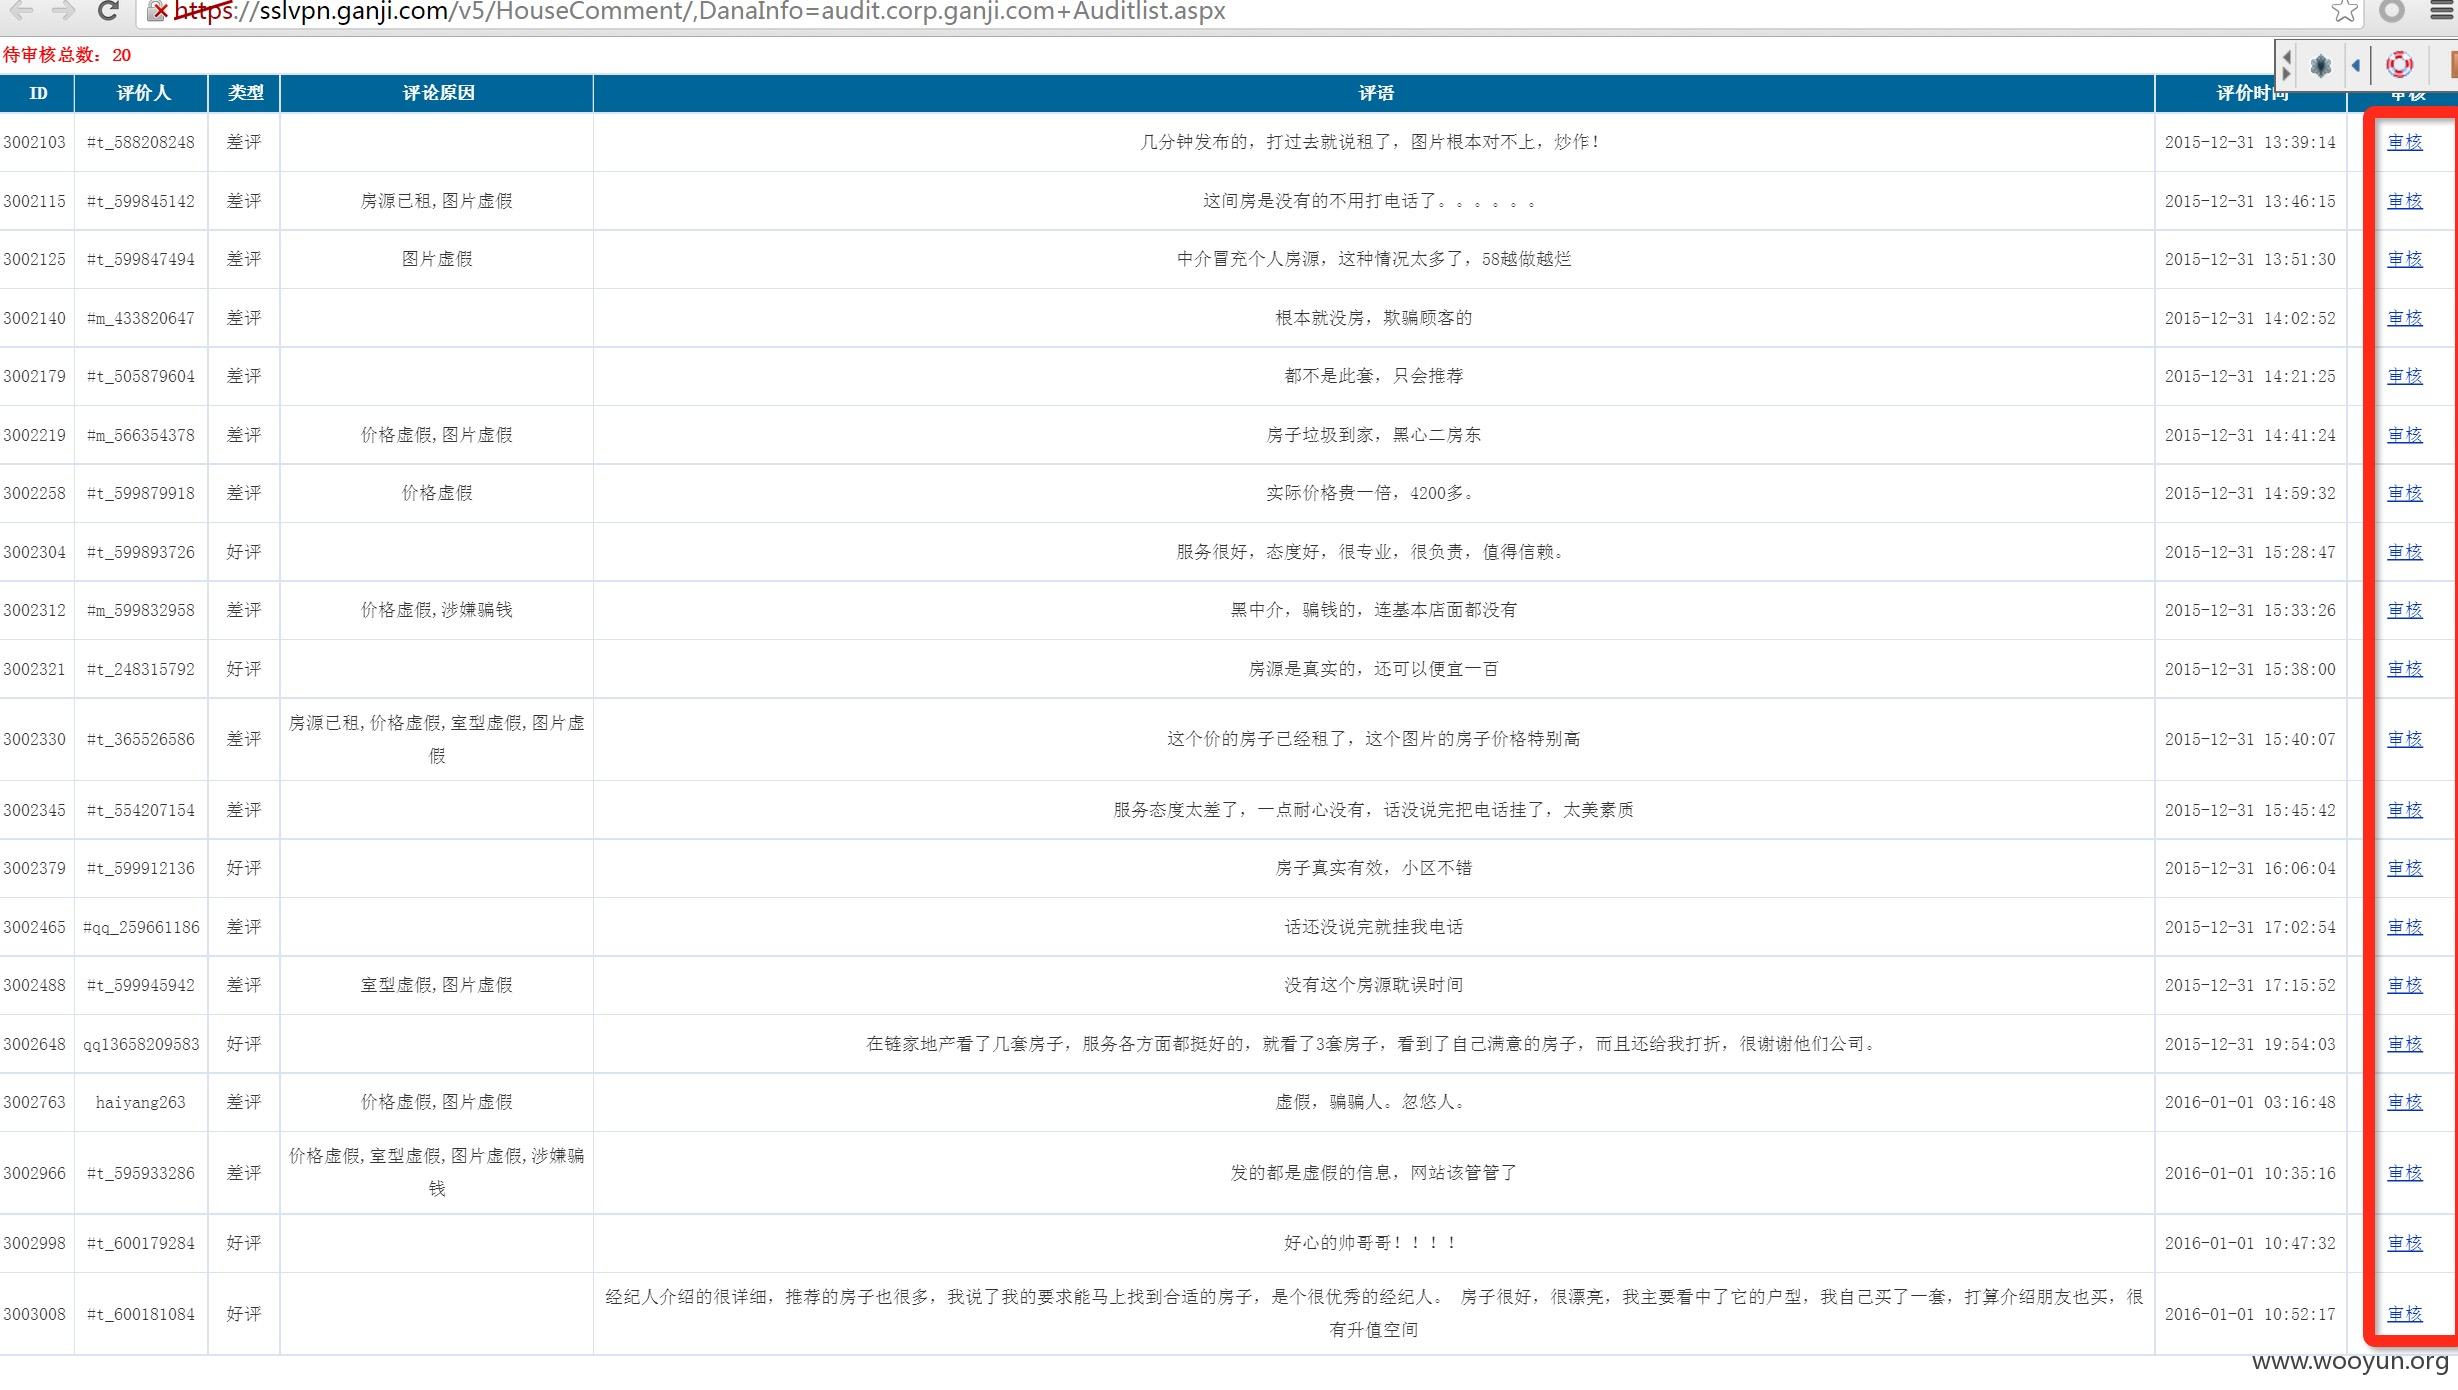 https://sslvpn.ganji.com/v5/HouseComment/,DanaInfo=audit.corp.ganji.com+Auditlist.aspx
待审核总数：20
ID 评价人 类型 评论原因 评语 评价时间 审核
3002103 #t_588208248 差评 几分钟发布的，打过去就说租了，图片根本对不上，炒作！ 2015-12-31 13:39:14 审核
3002115 #t_599845142 差评 房源已租,图片虚假 这间房是没有的不用打电话了。。。。。。 2015-12-31 13:46:15 审核
3002125 #t_599847494 差评 图片虚假 中介冒充个人房源，这种情况太多了，58越做越烂 2015-12-31 13:51:30 审核
3002140 #m_433820647 差评 根本就没房，欺骗顾客的 2015-12-31 14:02:52 审核
3002179 #t_505879604 差评 都不是此套，只会推荐 2015-12-31 14:21:25 审核
3002219 #m_566354378 差评 价格虚假,图片虚假 房子垃圾到家，黑心二房东 2015-12-31 14:41:24 审核
3002258 #t_599879918 差评 价格虚假 实际价格贵一倍，4200多。 2015-12-31 14:59:32 审核
3002304 #t_599893726 好评 服务很好，态度好，很专业，很负责，值得信赖。 2015-12-31 15:28:47 审核
3002312 #m_599832958 差评 价格虚假,涉嫌骗钱 黑中介，骗钱的，连基本店面都没有 2015-12-31 15:33:26 审核
3002321 #t_248315792 好评 房源是真实的，还可以便宜一百 2015-12-31 15:38:00 审核
3002330 #t_365526586 差评 房源已租,价格虚假,室型虚假,图片虚
假 这个价的房子已经租了，这个图片的房子价格特别高 2015-12-31 15:40:07 审核
3002345 #t_554207154 差评 服务态度太差了，一点耐心没有，话没说完把电话挂了，太美素质 2015-12-31 15:45:42 审核
3002379 #t_599912136 好评 房子真实有效，小区不错 2015-12-31 16:06:04 审核
3002465 #qq_259661186 差评 话还没说完就挂我电话 2015-12-31 17:02:54 审核
3002488 #t_599945942 差评 室型虚假,图片虚假 没有这个房源耽误时间 2015-12-31 17:15:52 审核
3002648 qq13658209583 好评 在链家地产看了几套房子，服务各方面都挺好的，就看了3套房子，看到了自己满意的房子，而且还给我打折，很谢谢他们公司。 2015-12-31 19:54:03 审核
3002763 haiyang263 差评 价格虚假,图片虚假 虚假，骗骗人。忽悠人。 2016-01-01 03:16:48 审核
3002966 #t_595933286 差评 价格虚假,室型虚假,图片虚假,涉嫌骗
钱 发的都是虚假的信息，网站该管管了 2016-01-01 10:35:16 审核
3002998 #t_600179284 好评 好心的帅哥哥！！！！ 2016-01-01 10:47:32 审核
3003008 #t_600181084 好评 经纪人介绍的很详细，推荐的房子也很多，我说了我的要求能马上找到合适的房子，是个很优秀的经纪人。 房子很好，很漂亮，我主要看中了它的户型，我自己买了一套，打算介绍朋友也买，很
有升值空间 2016-01-01 10:52:17 审核
www.wooyun.org